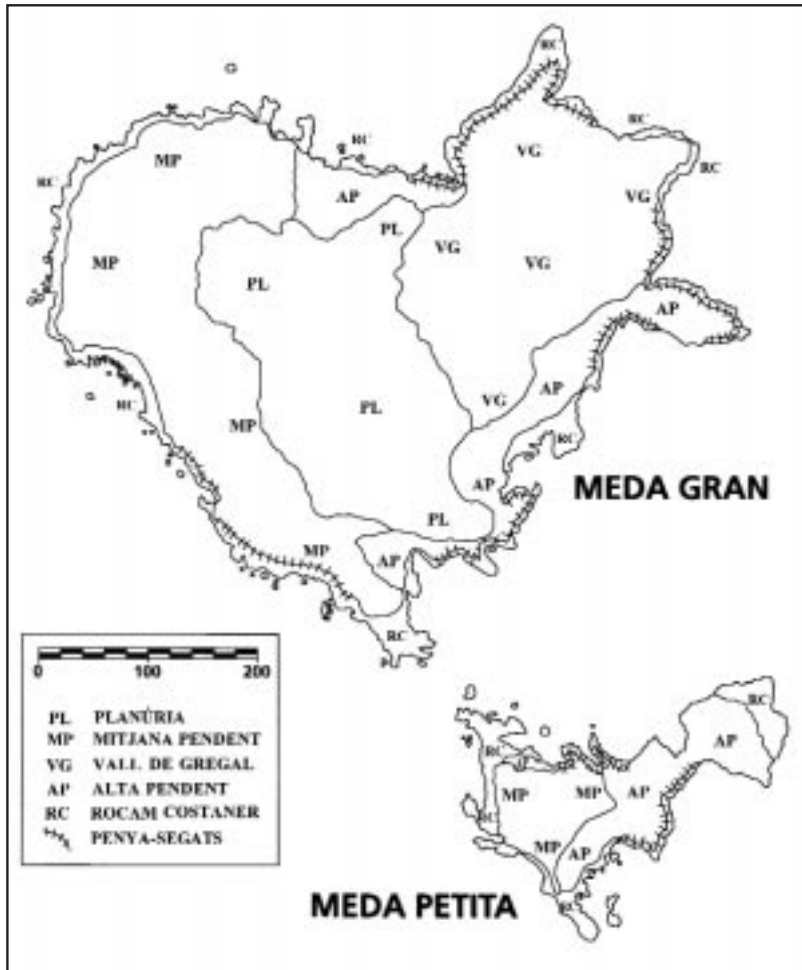 RC
VG
RC
RC
MP
RC
RC
AP
VG
PL
VG
MP
VG
PL
AP
AP
RC
PL
VG
MP
RC
MEDA GRAN
AP
PL
MP
AP
RC
0 100 200
PL PLANÚRIA
MP MITJANA PENDENT
VG VALL DE GREGAL
AP ALTA PENDENT
RC ROCAM COSTANER
PENYA-SEGATS
RC
RC
AP
MP
MP
AP
RC
MP
AP
RC
MEDA PETITA